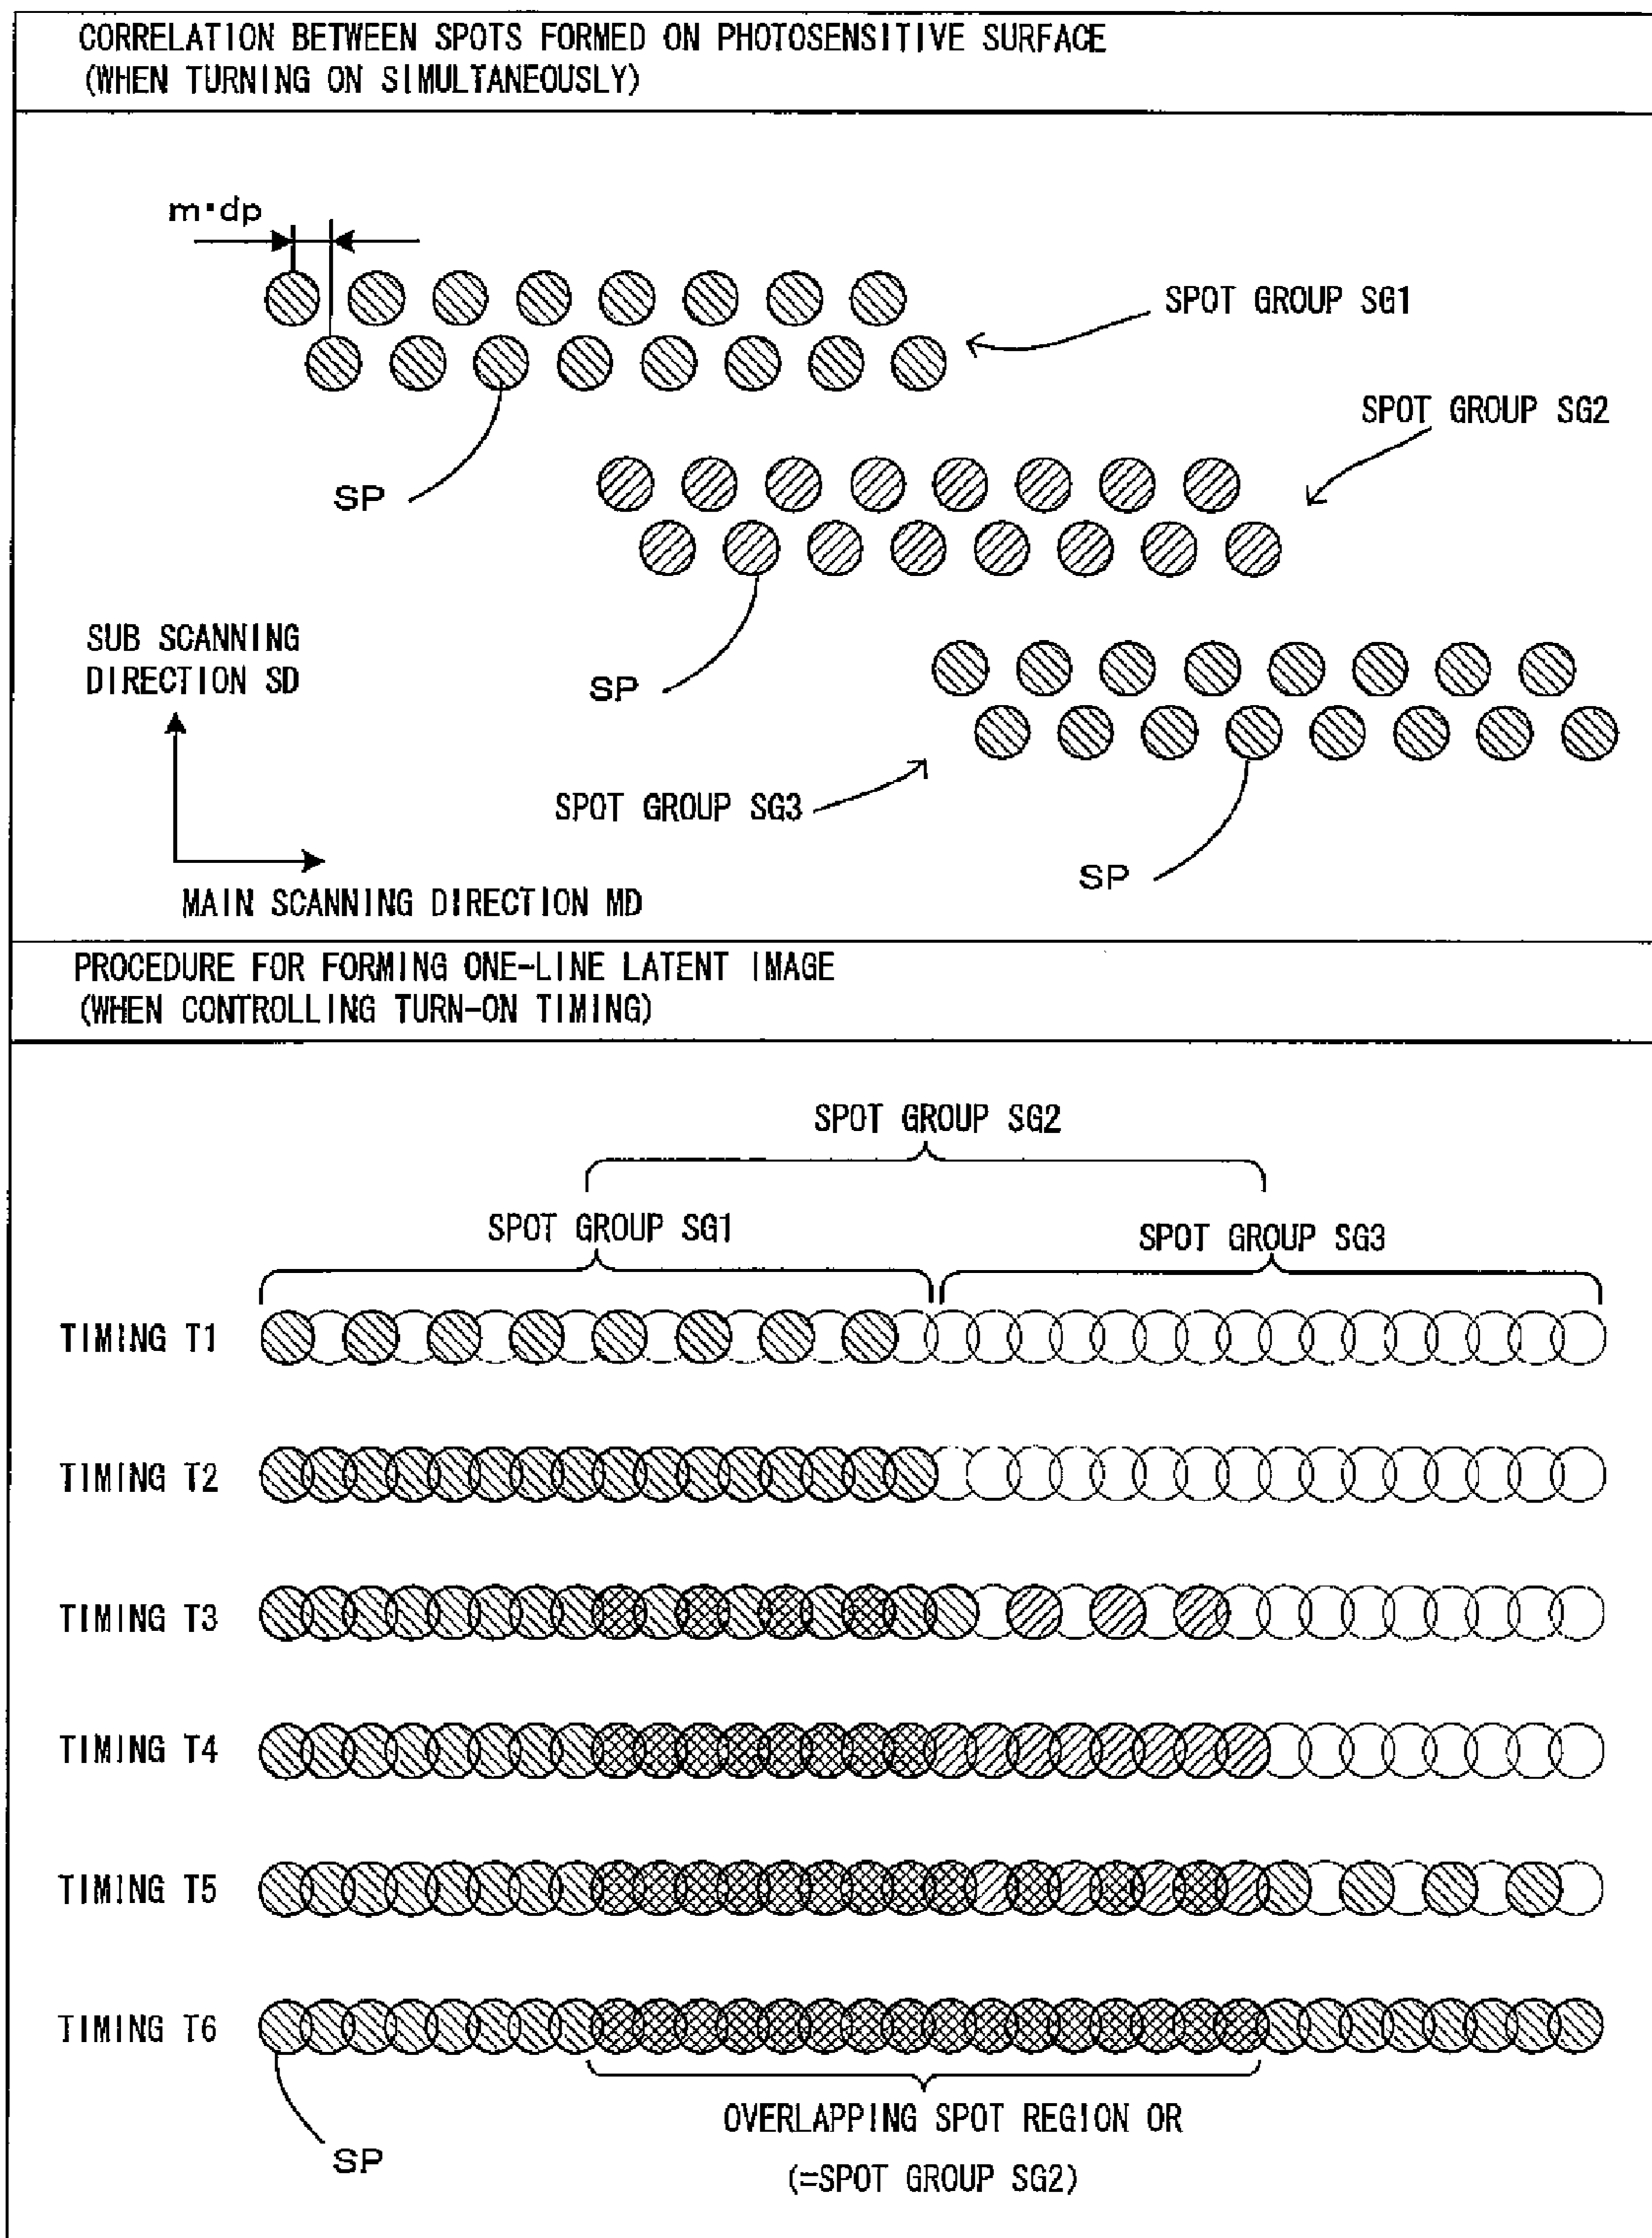 CORRELATION BETWEEN SPOTS FORMED ON PHOTOSENSITIVE SURFACE
(WHEN TURNING ON SIMULTANEOUSLY)
m·dp
SPOT GROUP SG1
SPOT GROUP SG2
SP
SUB SCANNING
DIRECTION SD
SP
SPOT GROUP SG3
SP
MAIN SCANNING DIRECTION MD
PROCEDURE FOR FORMING ONE-LINE LATENT IMAGE
(WHEN CONTROLLING TURN-ON TIMING)
SPOT GROUP SG2
SPOT GROUP SG1
SPOT GROUP SG3
TIMING T1
TIMING T2
TIMING T3
TIMING T4
TIMING T5
TIMING T6
OVERLAPPING SPOT REGION OR
SP
(=SPOT GROUP SG2)